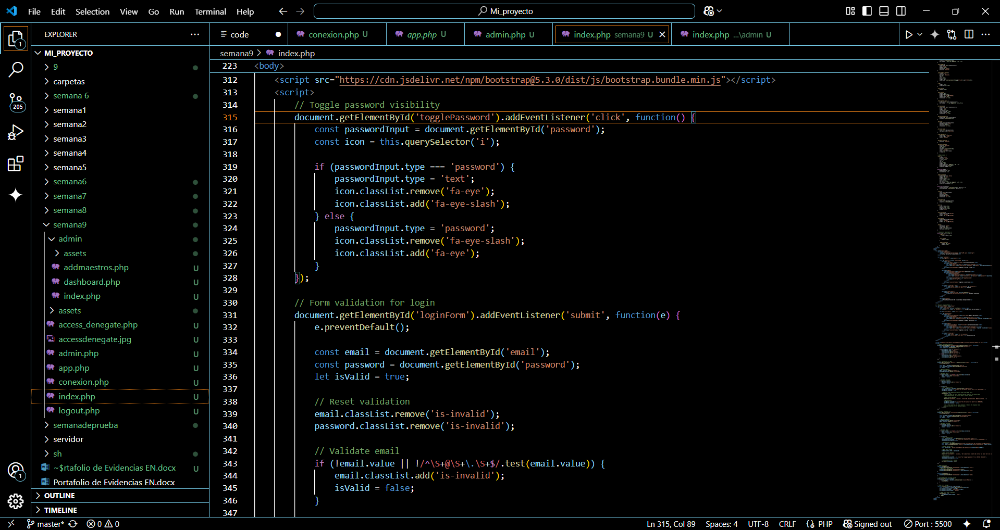 File Edit Selection View Go Run Terminal Help
Mi_proyecto
EXPLORER
1
205
1
MI_PROYECTO
9
carpetas
semana 6
semana1
semana2
semana3
semana4
semana5
semana6
semana7
semana8
semana9
admin
assets
addmaestros.php U
dashboard.php U
index.php U
assets
access_denegate.php U
accessdenegate.jpg U
admin.php U
app.php U
conexion.php U
index.php U
logout.php U
semanadeprueba
servidor
sh
~$rtafolio de Evidencias EN.docx U
Portafolio de Evidencias EN.docx
OUTLINE
TIMELINE
code conexion.php U app.php U admin.php U index.php semana9 U index.php ...\admin U
semana9 > index.php
223 <body>
312 <script src="https://cdn.jsdelivr.net/npm/bootstrap@5.3.0/dist/js/bootstrap.bundle.min.js"></script>
313 <script>
314 // Toggle password visibility
315 document.getElementById('togglePassword').addEventListener('click', function() {
316 const passwordInput = document.getElementById('password');
317 const icon = this.querySelector('i');
318
319 if (passwordInput.type === 'password') {
320 passwordInput.type = 'text';
321 icon.classList.remove('fa-eye');
322 icon.classList.add('fa-eye-slash');
323 } else {
324 passwordInput.type = 'password';
325 icon.classList.remove('fa-eye-slash');
326 icon.classList.add('fa-eye');
327 }
328 });
329
330 // Form validation for login
331 document.getElementById('loginForm').addEventListener('submit', function(e) {
332 e.preventDefault();
333
334 const email = document.getElementById('email');
335 const password = document.getElementById('password');
336 let isValid = true;
337
338 // Reset validation
339 email.classList.remove('is-invalid');
340 password.classList.remove('is-invalid');
341
342 // Validate email
343 if (!email.value || !/^\S+@\S+\.\S+$/.test(email.value)) {
344 email.classList.add('is-invalid');
345 isValid = false;
346 }
347
master* 0 0 Ln 315, Col 89 Spaces: 4 UTF-8 CRLF {} PHP Signed out Port : 5500